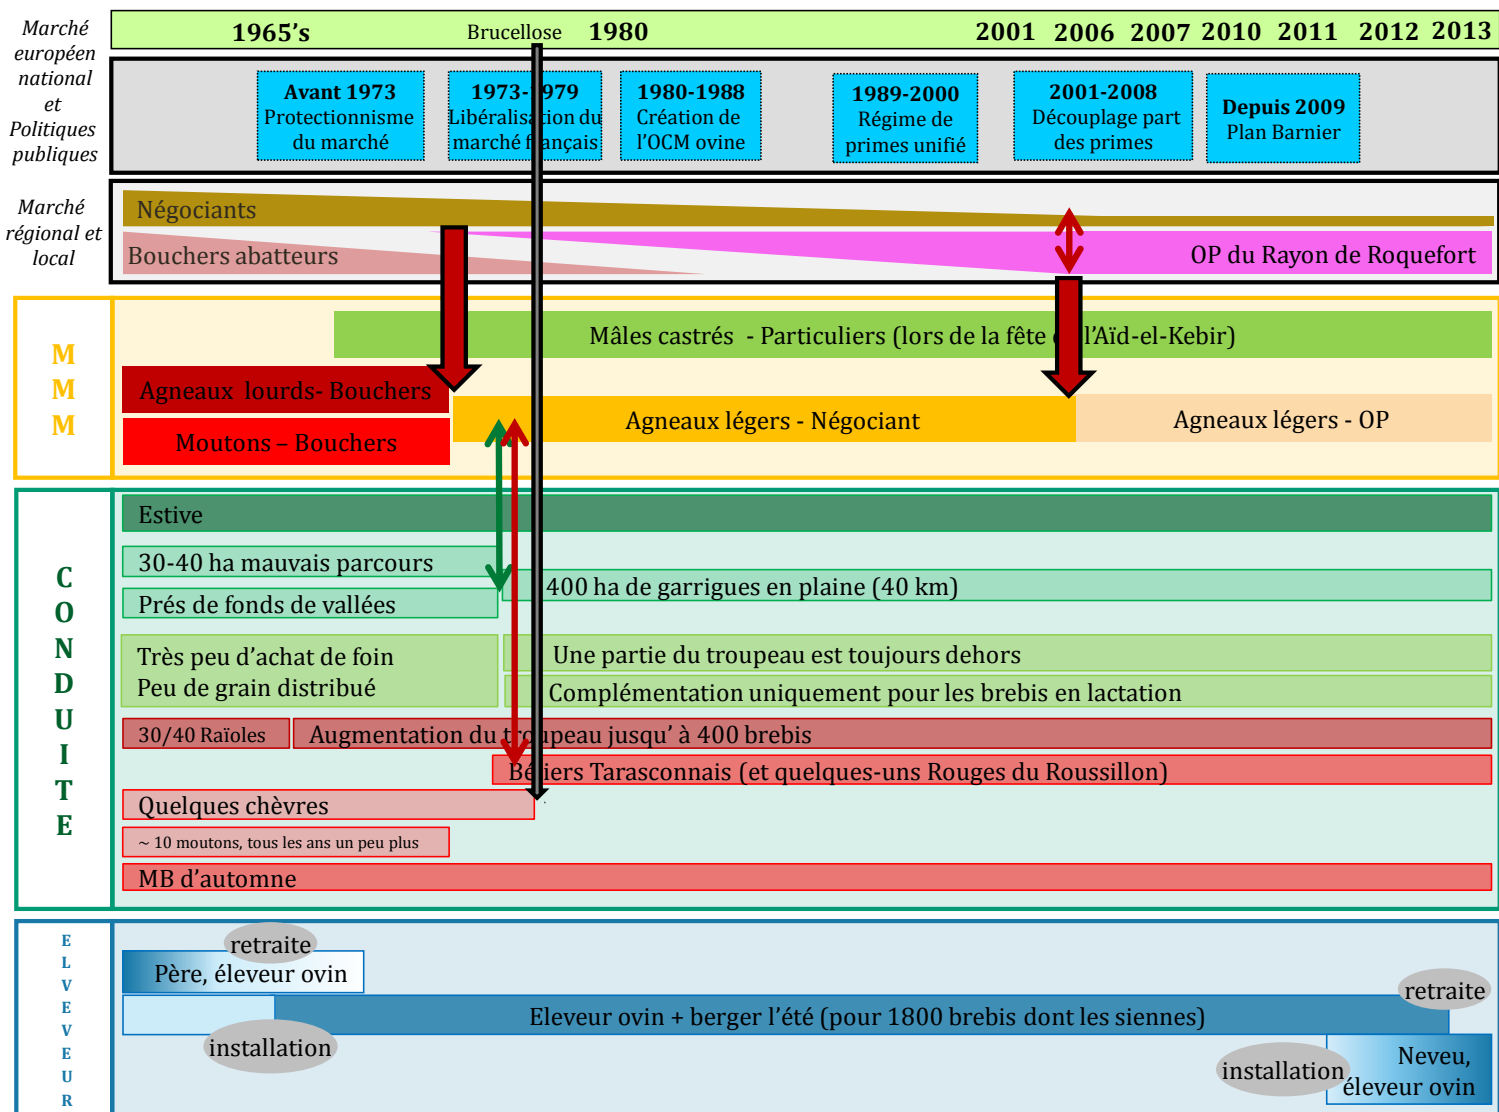 Marché
européen
national
et
Politiques
publiques
1965's
Brucellose
1980
2001
2006
2007
2010
2011
2012
2013
Avant 1973
Protectionnisme
du marché
1973-1979
Libéralisation du
marché français
1980-1988
Création de
l'OCM ovine
1989-2000
Régime de
primes unifié
2001-2008
Découplage part
des primes
Depuis 2009
Plan Barnier
Marché
régional et
local
Négociants
Bouchers abatteurs
OP du Rayon de Roquefort
M
M
M
Mâles castrés - Particuliers (lors de la fête de l'Aïd-el-Kebir)
Agneaux lourds- Bouchers
Moutons – Bouchers
Agneaux légers - Négociant
Agneaux légers - OP
C
O
N
D
U
I
T
E
Estive
30-40 ha mauvais parcours
Prés de fonds de vallées
400 ha de garrigues en plaine (40 km)
Très peu d'achat de foin
Peu de grain distribué
Une partie du troupeau est toujours dehors
Complémentation uniquement pour les brebis en lactation
30/40 Raïoles
Augmentation du troupeau jusqu' à 400 brebis
Béliers Tarasconnais (et quelques-uns Rouges du Roussillon)
Quelques chèvres
~ 10 moutons, tous les ans un peu plus
MB d'automne
E
L
V
E
V
E
U
R
retraite
Père, éleveur ovin
Eleveur ovin + berger l'été (pour 1800 brebis dont les siennes)
installation
retraite
installation
Neveu,
éleveur ovin